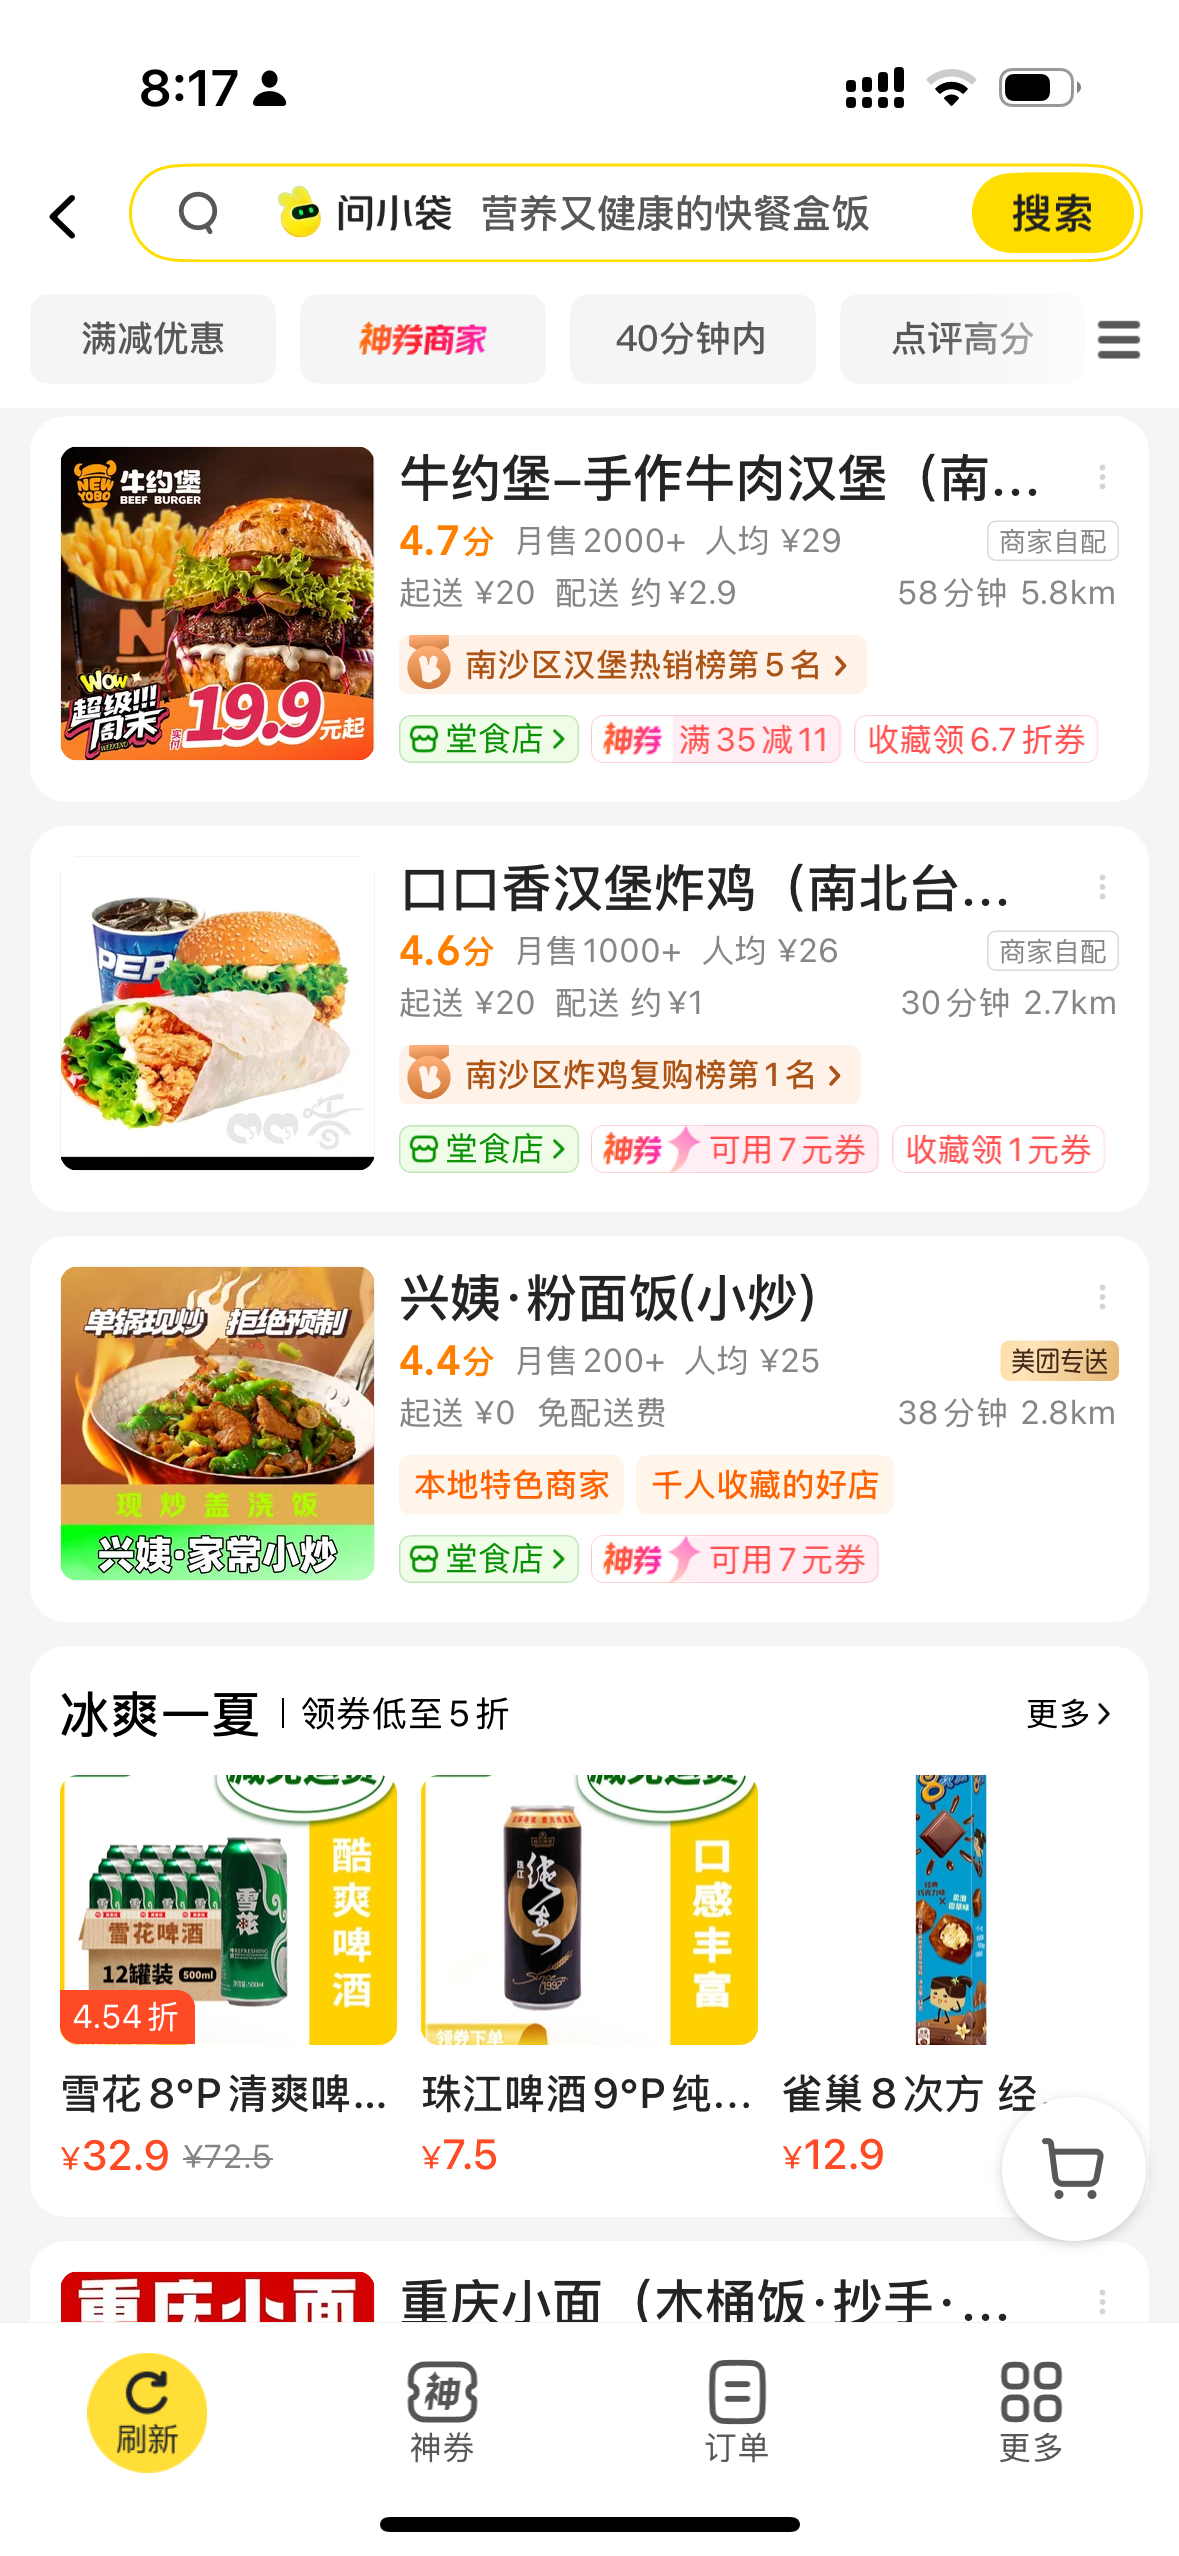 8:17
问小袋 营养又健康的快餐盒饭 搜索
满减优惠 神券商家 40分钟内 点评高分
NEW YOBO 牛约堡 BEEF BURGER
N
WOW 超级!!! 周末 WEEKEND
实付 19.9元起
牛约堡–手作牛肉汉堡（南...
4.7分 月售2000+ 人均 ¥29 商家自配
起送 ¥20 配送 约¥2.9 58分钟 5.8km
南沙区汉堡热销榜第5名
堂食店 神券 满35减11 收藏领6.7折券
PEP
口口香
口口香汉堡炸鸡（南北台...
4.6分 月售1000+ 人均 ¥26 商家自配
起送 ¥20 配送 约¥1 30分钟 2.7km
南沙区炸鸡复购榜第1名
堂食店 神券 可用7元券 收藏领1元券
单锅现炒 拒绝预制
现炒盖浇饭
兴姨·家常小炒
兴姨·粉面饭(小炒)
4.4分 月售200+ 人均 ¥25 美团专送
起送 ¥0 免配送费 38分钟 2.8km
本地特色商家 千人收藏的好店
堂食店 神券 可用7元券
冰爽一夏 领券低至5折 更多
雪花啤酒
12罐装 500ml
雪花
REFRESHING
酷爽啤酒
4.54折
珠江
纯生
Since 1997
口感丰富
领券下单
雪花8°P清爽啤...
¥32.9 ¥72.5
珠江啤酒9°P纯...
¥7.5
雀巢8次方 经
¥12.9
重庆小面
重庆小面（木桶饭·抄手·...
刷新 神券 订单 更多